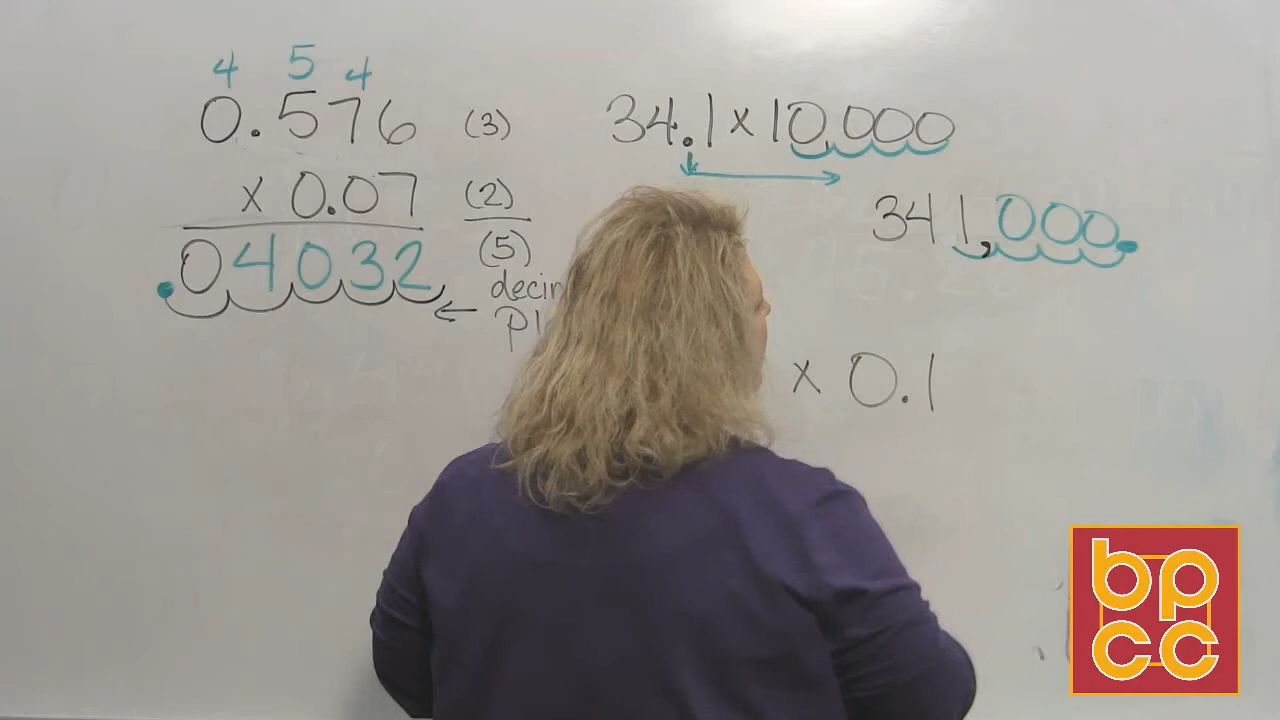 4 5 4
0.576 (3)
x 0.07 (2)
.04032 (5)
34.1 x 10,000
341,000.
x 0.1
bp
cc